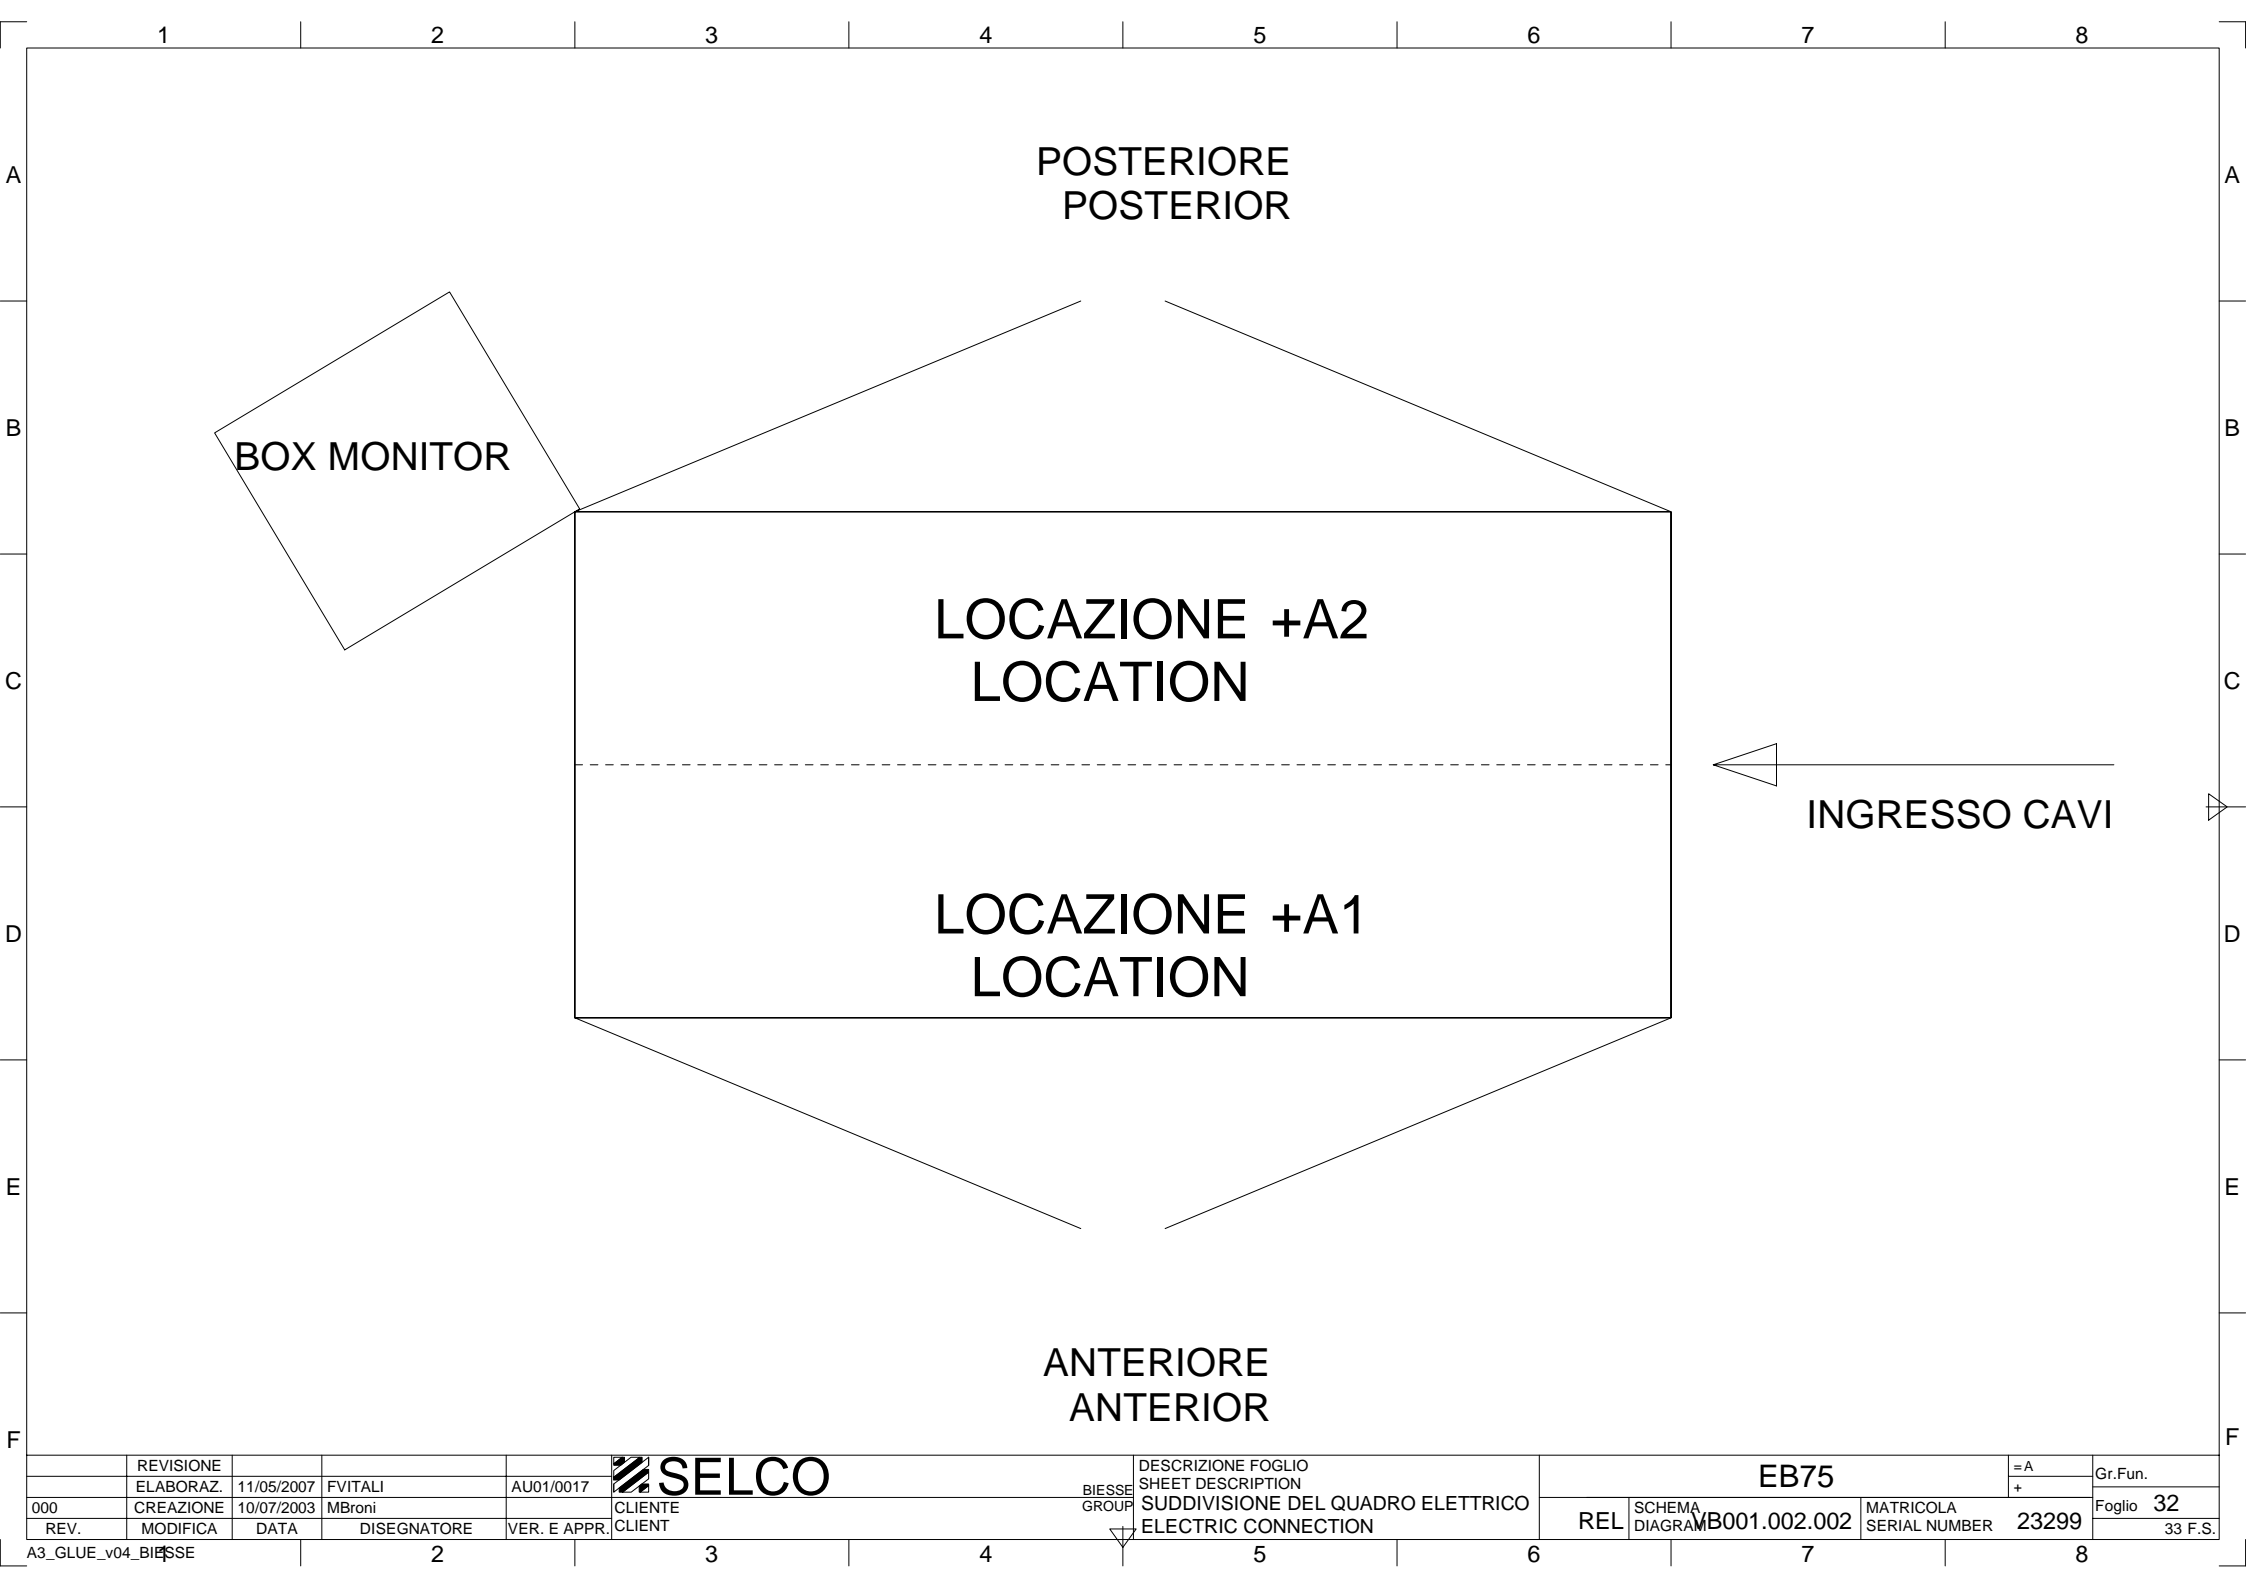 1 2 3 4 5 6 7 8
A A
POSTERIORE
POSTERIOR
B B
BOX MONITOR
LOCAZIONE +A2
LOCATION
C C
INGRESSO CAVI
LOCAZIONE +A1
LOCATION
D D
E E
ANTERIORE
ANTERIOR
F F
REVISIONE
ELABORAZ. 11/05/2007 FVITALI AU01/0017
000 CREAZIONE 10/07/2003 MBroni
REV. MODIFICA DATA DISEGNATORE VER. E APPR.
SELCO
CLIENTE
CLIENT
BIESSE
GROUP
DESCRIZIONE FOGLIO
SHEET DESCRIPTION
SUDDIVISIONE DEL QUADRO ELETTRICO
ELECTRIC CONNECTION
EB75
REL
SCHEMA
DIAGRAM
VB001.002.002
MATRICOLA
SERIAL NUMBER
23299
=A
+
Gr.Fun.
Foglio 32
33 F.S.
A3_GLUE_v04_BIESSE
1 2 3 4 5 6 7 8